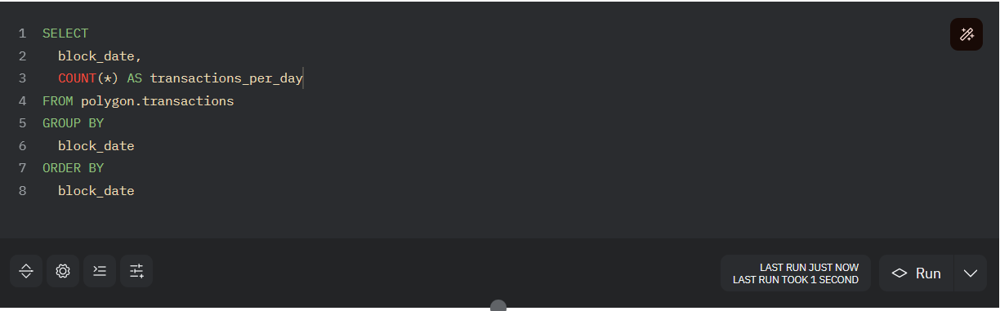 1 SELECT
2 block_date,
3 COUNT(*) AS transactions_per_day
4 FROM polygon.transactions
5 GROUP BY
6 block_date
7 ORDER BY
8 block_date
LAST RUN JUST NOW
LAST RUN TOOK 1 SECOND
Run